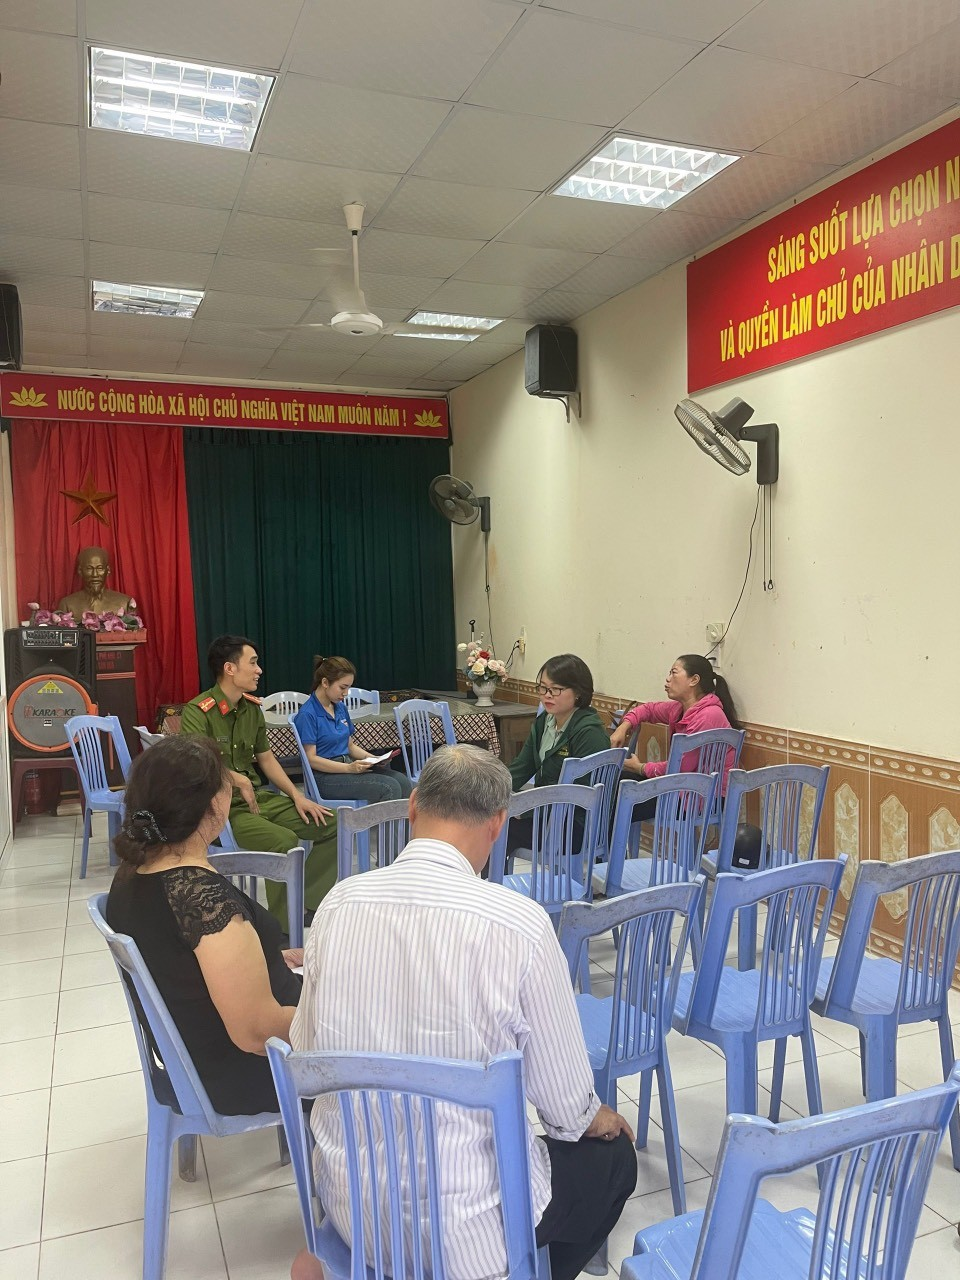 SÁNG SUỐT LỰA CHỌN
VÀ QUYỀN LÀM CHỦ CỦA NHÂN
NƯỚC CỘNG HÒA XÃ HỘI CHỦ NGHĨA VIỆT NAM MUÔN NĂM !
KARAOKE